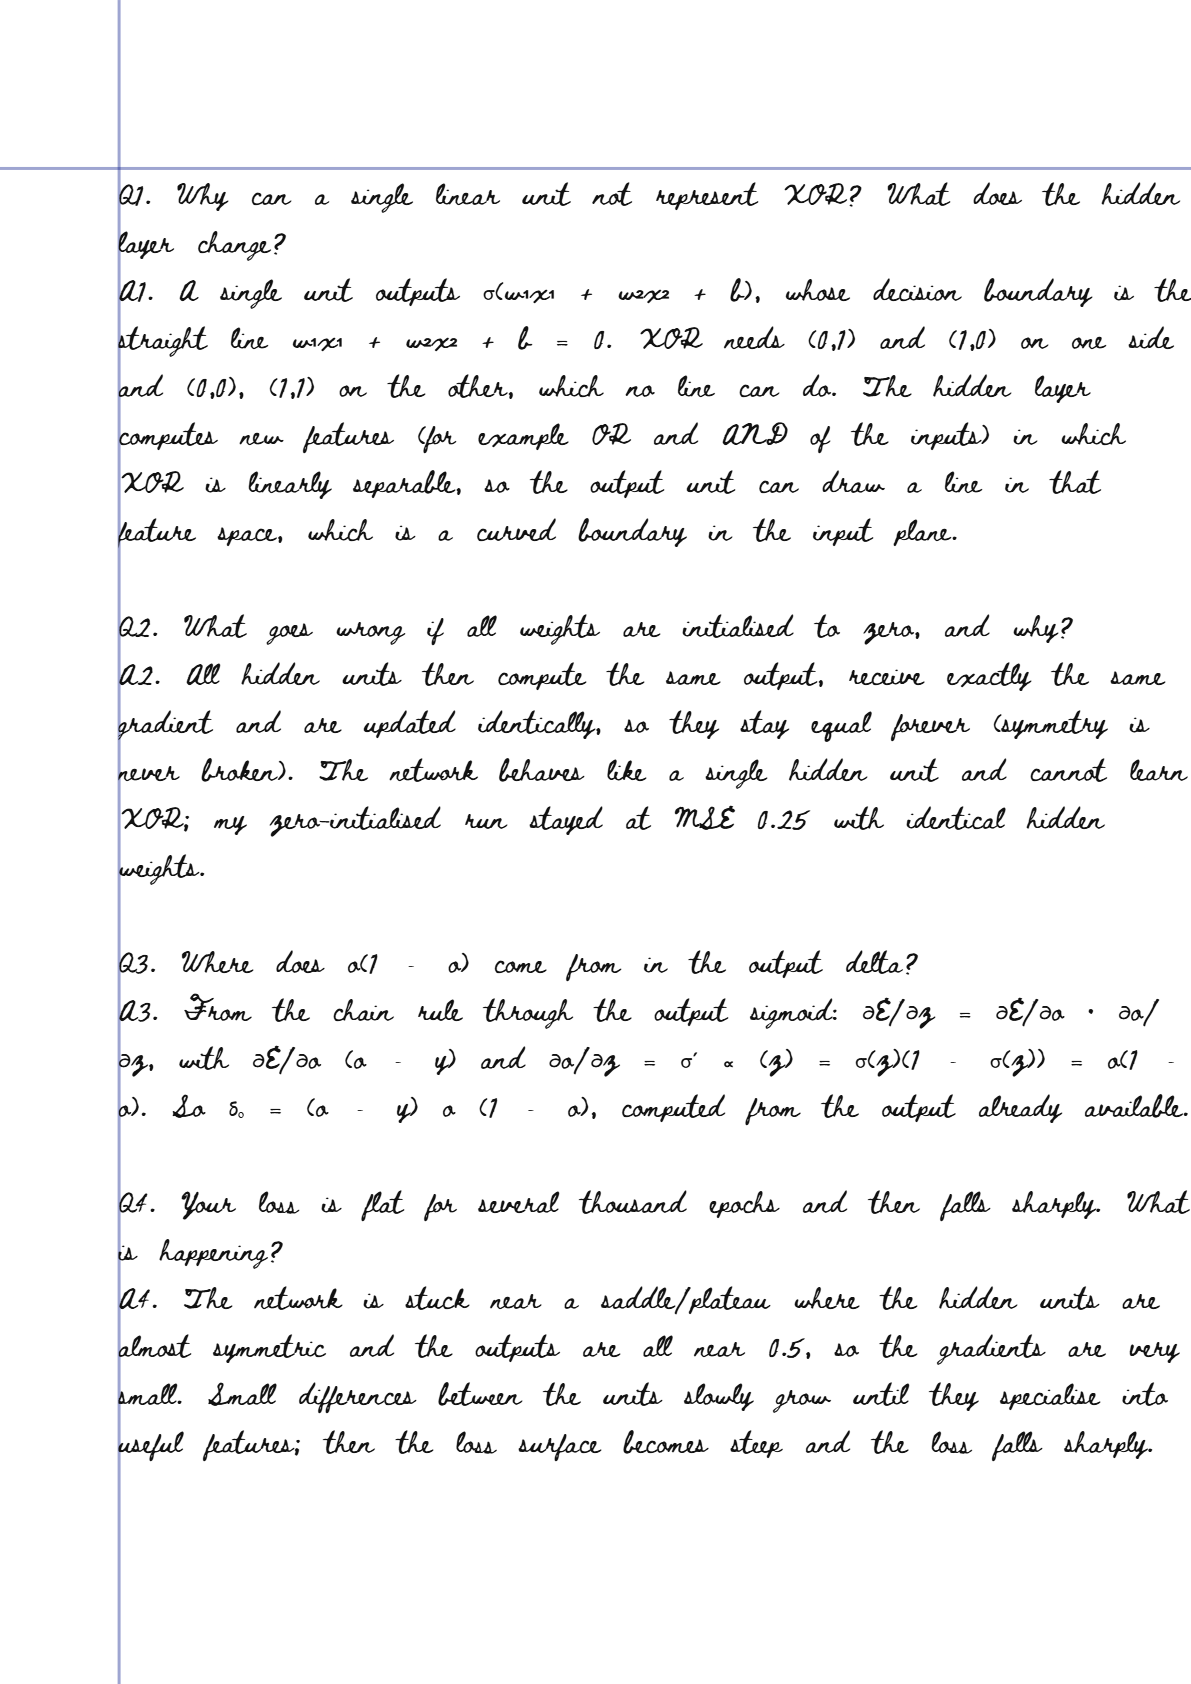 Q1. Why can a single linear unit not represent XOR? What does the hidden
layer change?
A1. A single unit outputs σ(w₁x₁ + w₂x₂ + b), whose decision boundary is the
straight line w₁x₁ + w₂x₂ + b = 0. XOR needs (0,1) and (1,0) on one side
and (0,0), (1,1) on the other, which no line can do. The hidden layer
computes new features (for example OR and AND of the inputs) in which
XOR is linearly separable, so the output unit can draw a line in that
feature space, which is a curved boundary in the input plane.
Q2. What goes wrong if all weights are initialised to zero, and why?
A2. All hidden units then compute the same output, receive exactly the same
gradient and are updated identically, so they stay equal forever (symmetry is
never broken). The network behaves like a single hidden unit and cannot learn
XOR; my zero-initialised run stayed at MSE 0.25 with identical hidden
weights.
Q3. Where does o(1 - o) come from in the output delta?
A3. From the chain rule through the output sigmoid: ∂E/∂z = ∂E/∂o · ∂o/
∂z, with ∂E/∂o (o - y) and ∂o/∂z = σ′ ∝ (z) = σ(z)(1 - σ(z)) = o(1 -
o). So δₒ = (o - y) o (1 - o), computed from the output already available.
Q4. Your loss is flat for several thousand epochs and then falls sharply. What
is happening?
A4. The network is stuck near a saddle/plateau where the hidden units are
almost symmetric and the outputs are all near 0.5, so the gradients are very
small. Small differences between the units slowly grow until they specialise into
useful features; then the loss surface becomes steep and the loss falls sharply.